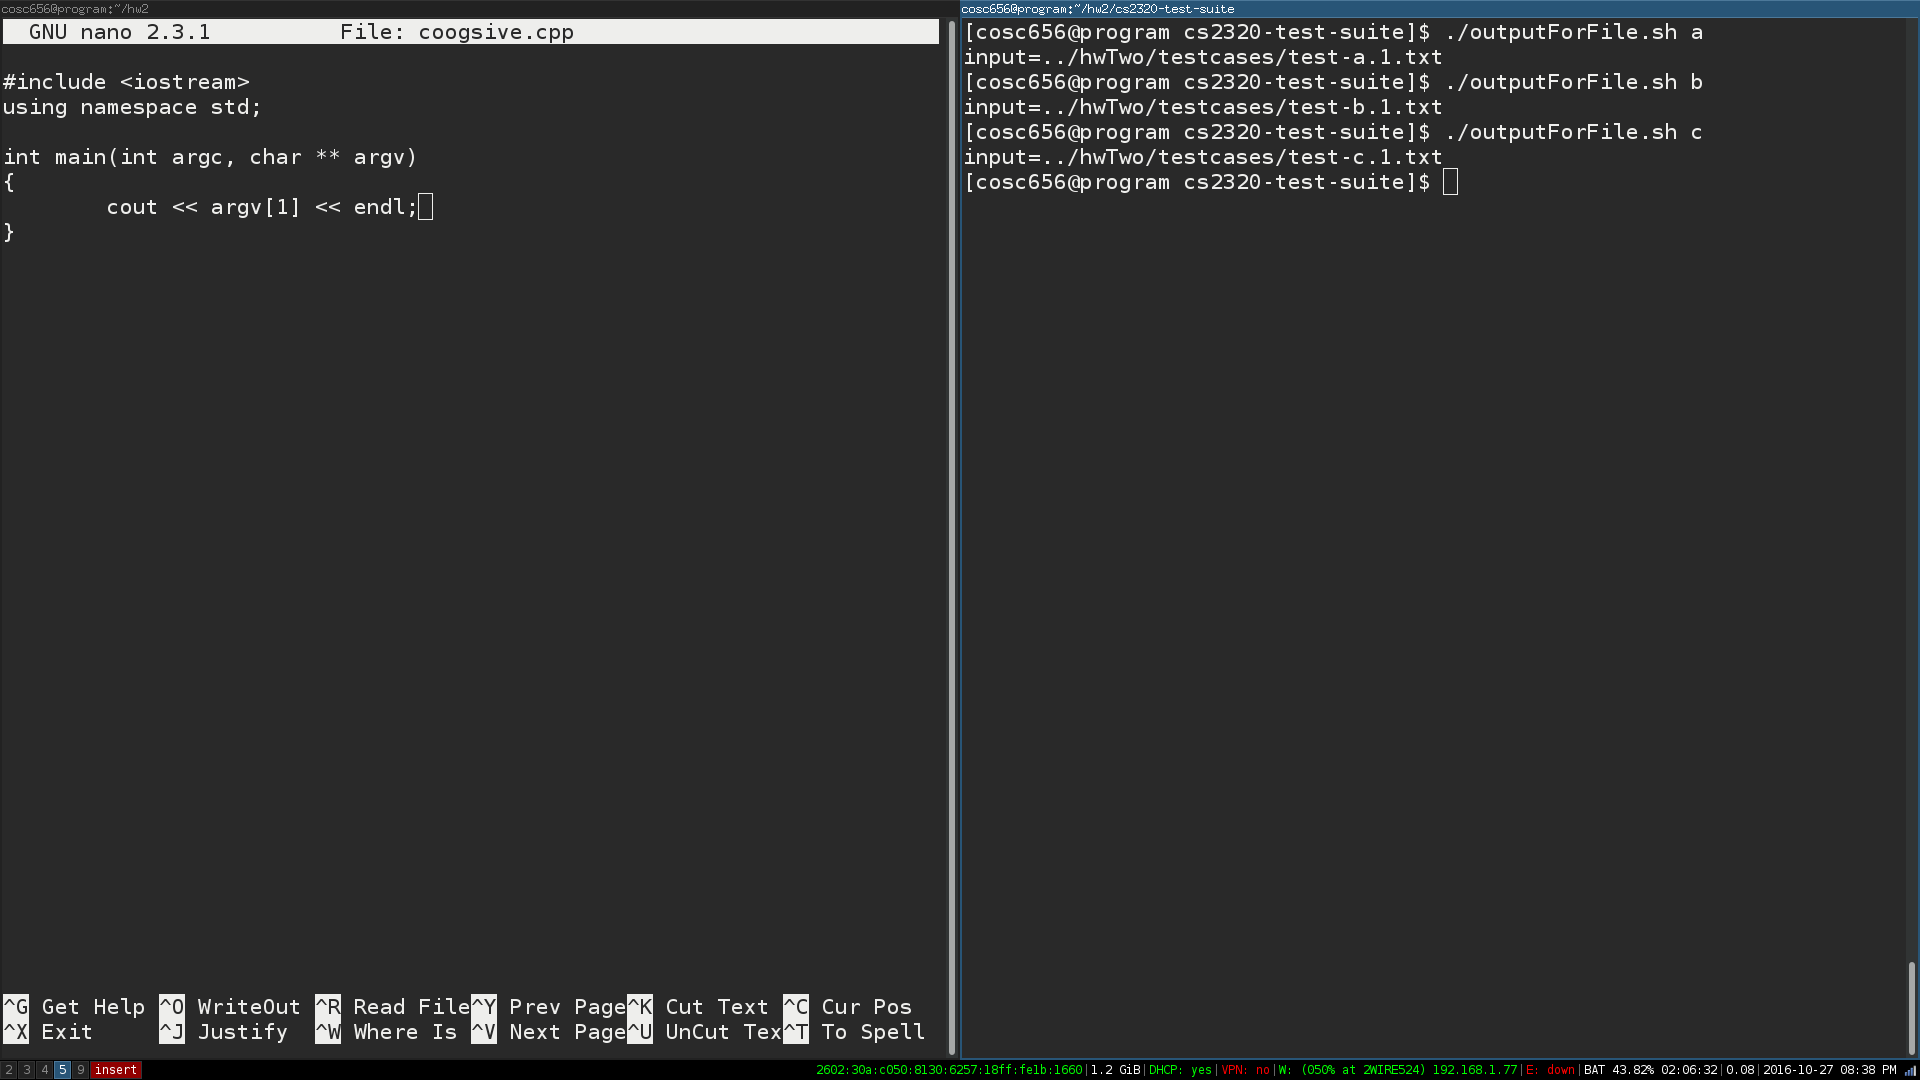 cosc656@program:~/hw2
GNU nano 2.3.1 File: coogsive.cpp
#include <iostream>
using namespace std;
int main(int argc, char ** argv)
{
cout << argv[1] << endl;
}
^G Get Help ^O WriteOut ^R Read File^Y Prev Page^K Cut Text ^C Cur Pos
^X Exit ^J Justify ^W Where Is ^V Next Page^U UnCut Tex^T To Spell
cosc656@program:~/hw2/cs2320-test-suite
[cosc656@program cs2320-test-suite]$ ./outputForFile.sh a
input=../hwTwo/testcases/test-a.1.txt
[cosc656@program cs2320-test-suite]$ ./outputForFile.sh b
input=../hwTwo/testcases/test-b.1.txt
[cosc656@program cs2320-test-suite]$ ./outputForFile.sh c
input=../hwTwo/testcases/test-c.1.txt
[cosc656@program cs2320-test-suite]$
2 3 4 5 9 insert 2602:30a:c050:8130:6257:18ff:fe1b:1660|1.2 GiB|DHCP: yes|VPN: no|W: (050% at 2WIRE524) 192.168.1.77|E: down|BAT 43.82% 02:06:32|0.08|2016-10-27 08:38 PM